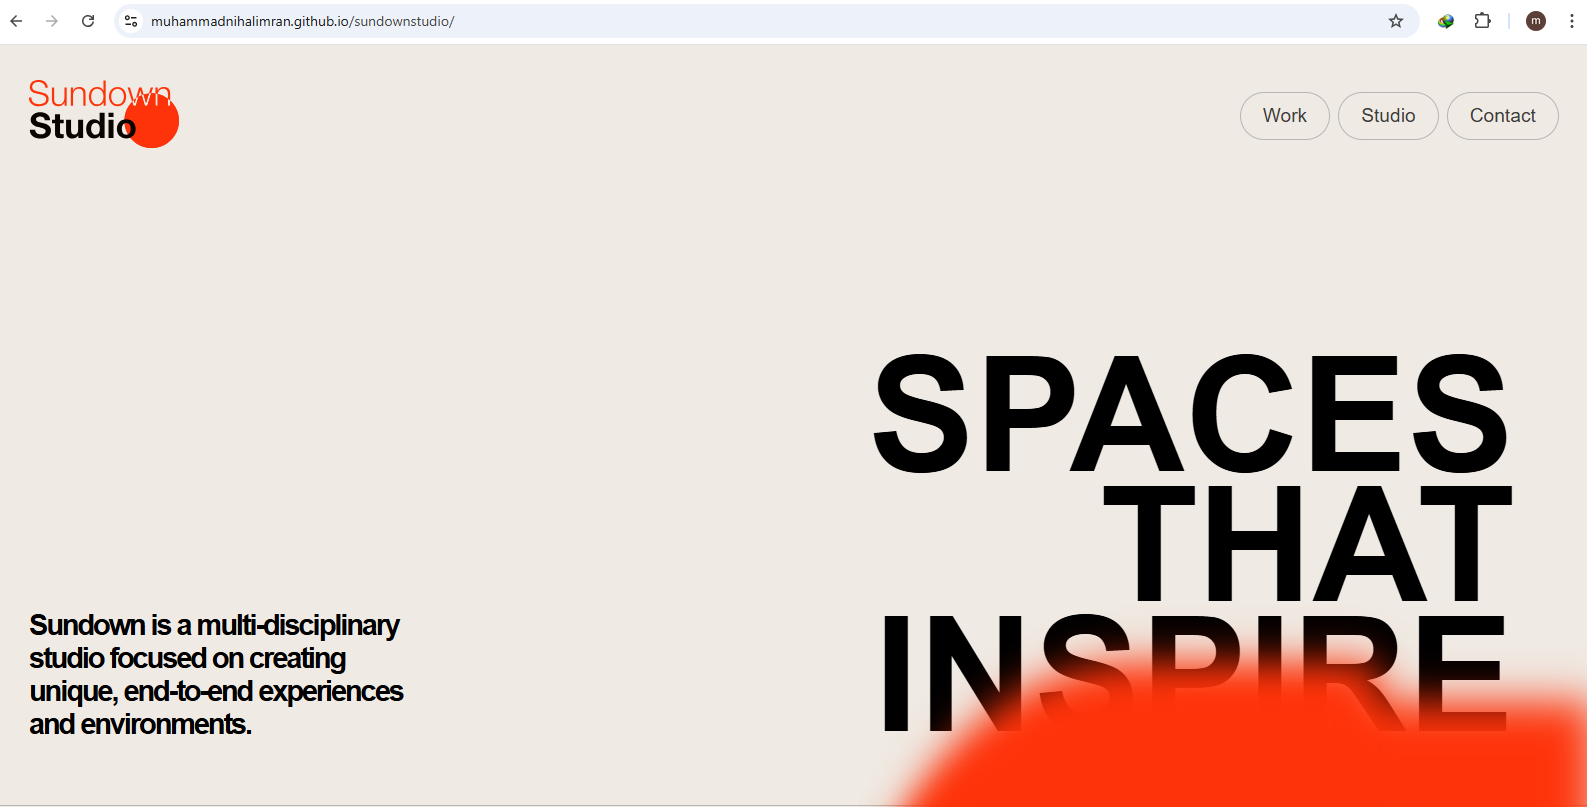 muhammadnihalimran.github.io/sundownstudio/
m
Sundown
Studio
Work
Studio
Contact
SPACES
THAT
INSPIRE
Sundown is a multi-disciplinary
studio focused on creating
unique, end-to-end experiences
and environments.